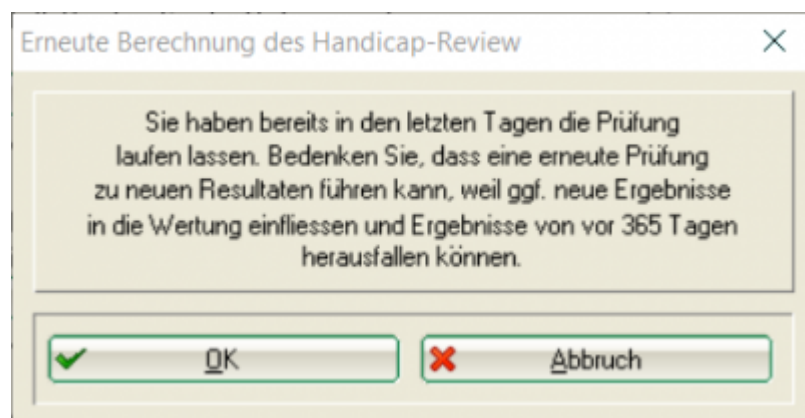 Erneute Berechnung des Handicap-Review
Sie haben bereits in den letzten Tagen die Prüfung
laufen lassen. Bedenken Sie, dass eine erneute Prüfung
zu neuen Resultaten führen kann, weil ggf. neue Ergebnisse
in die Wertung einfliessen und Ergebnisse von vor 365 Tagen
herausfallen können.
OK
Abbruch